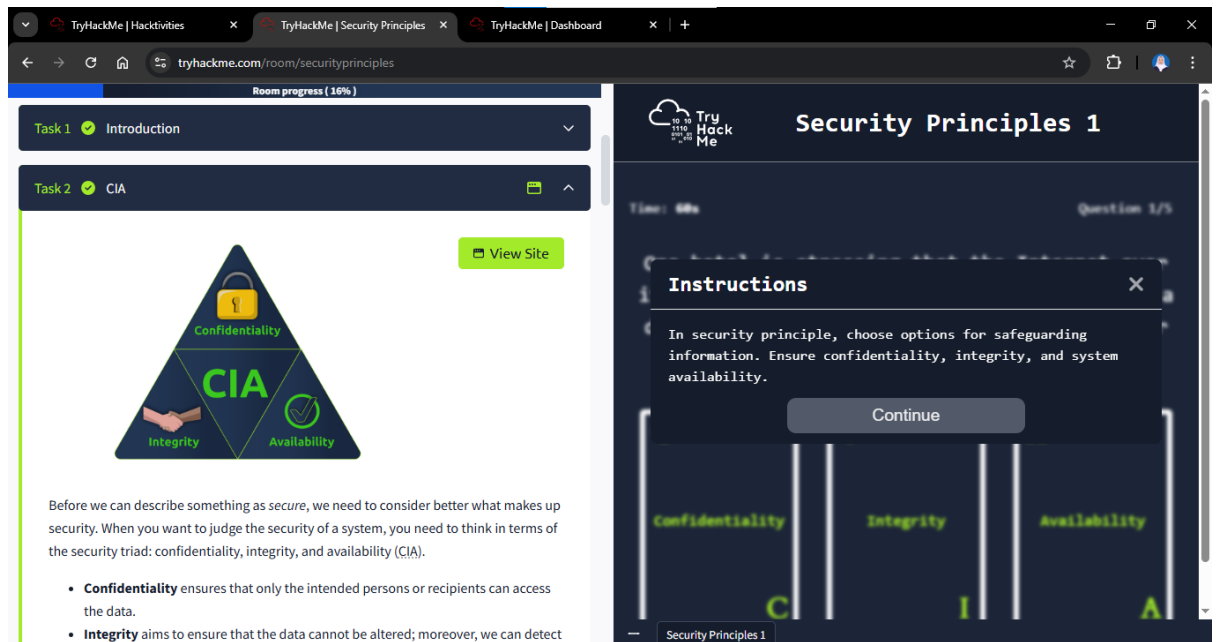 TryHackMe | Hacktivities
TryHackMe | Security Principles
TryHackMe | Dashboard
tryhackme.com/room/securityprinciples
Room progress ( 16% )
Task 1 Introduction
Task 2 CIA
View Site
Confidentiality
CIA
Integrity
Availability
Before we can describe something as secure, we need to consider better what makes up
security. When you want to judge the security of a system, you need to think in terms of
the security triad: confidentiality, integrity, and availability (CIA).
• Confidentiality ensures that only the intended persons or recipients can access
the data.
• Integrity aims to ensure that the data cannot be altered; moreover, we can detect
Try
Hack
Me
Security Principles 1
Time: 60s
Question 1/5
Instructions
In security principle, choose options for safeguarding
information. Ensure confidentiality, integrity, and system
availability.
Continue
Confidentiality
Integrity
Availability
C
I
A
Security Principles 1